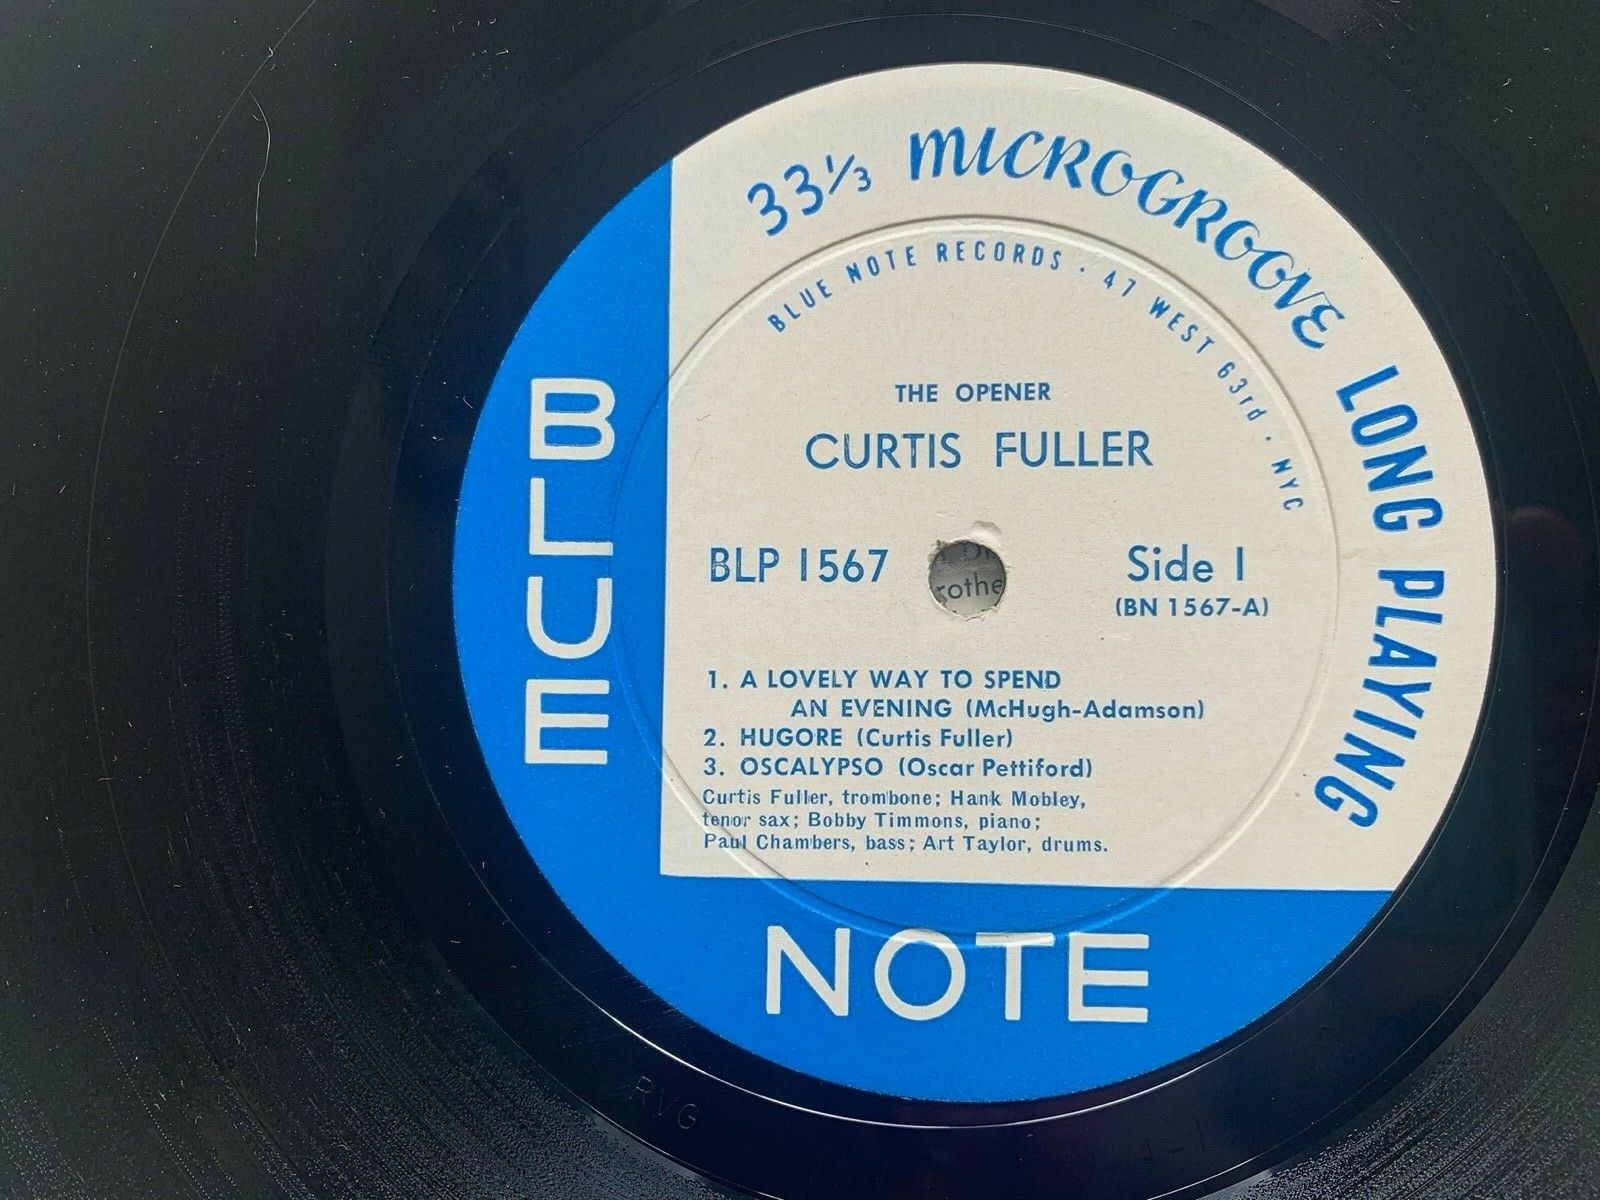 33⅓ MICROGROOVE LONG PLAYING
BLUE NOTE RECORDS · 47 WEST 63rd · NYC
THE OPENER
CURTIS FULLER
BLP 1567
Side 1
(BN 1567-A)
1. A LOVELY WAY TO SPEND
AN EVENING (McHugh-Adamson)
2. HUGORE (Curtis Fuller)
3. OSCALYPSO (Oscar Pettiford)
Curtis Fuller, trombone; Hank Mobley,
tenor sax; Bobby Timmons, piano;
Paul Chambers, bass; Art Taylor, drums.
BLUE
NOTE
RVG